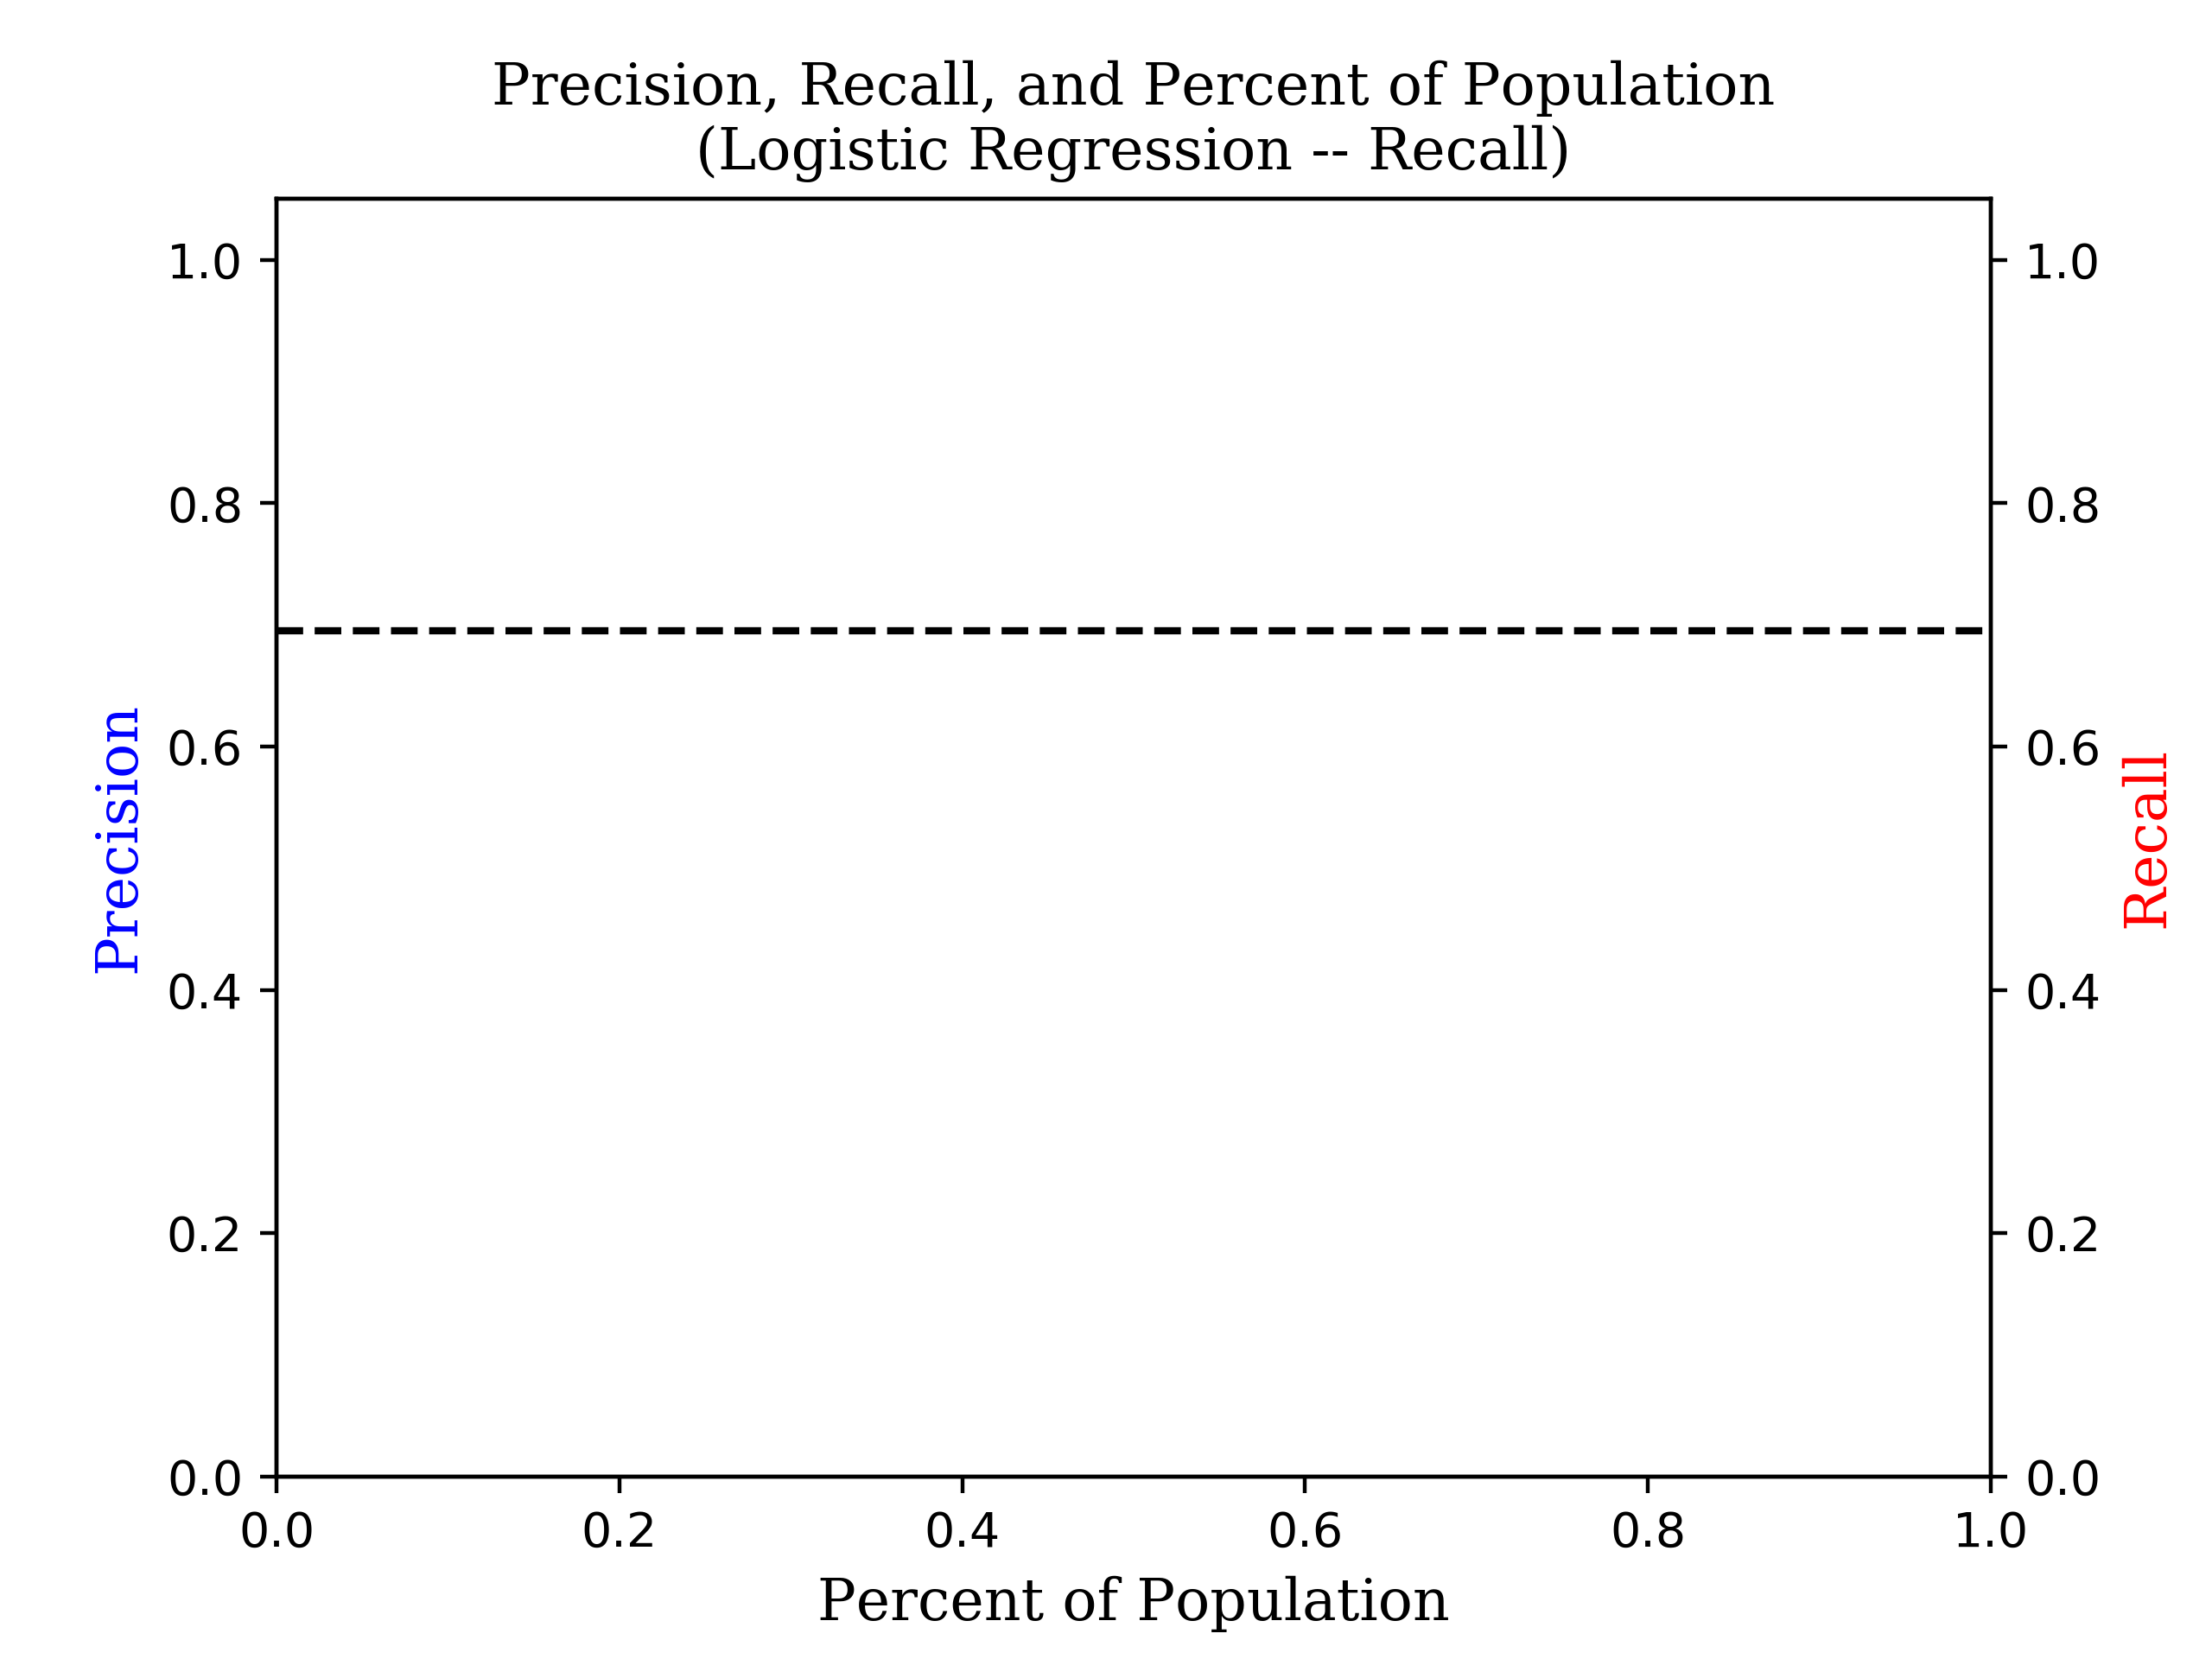 Precision, Recall, and Percent of Population
(Logistic Regression -- Recall)
1.0
0.8
0.6
0.4
0.2
0.0
Precision
1.0
0.8
0.6
0.4
0.2
0.0
Recall
0.0 0.2 0.4 0.6 0.8 1.0
Percent of Population